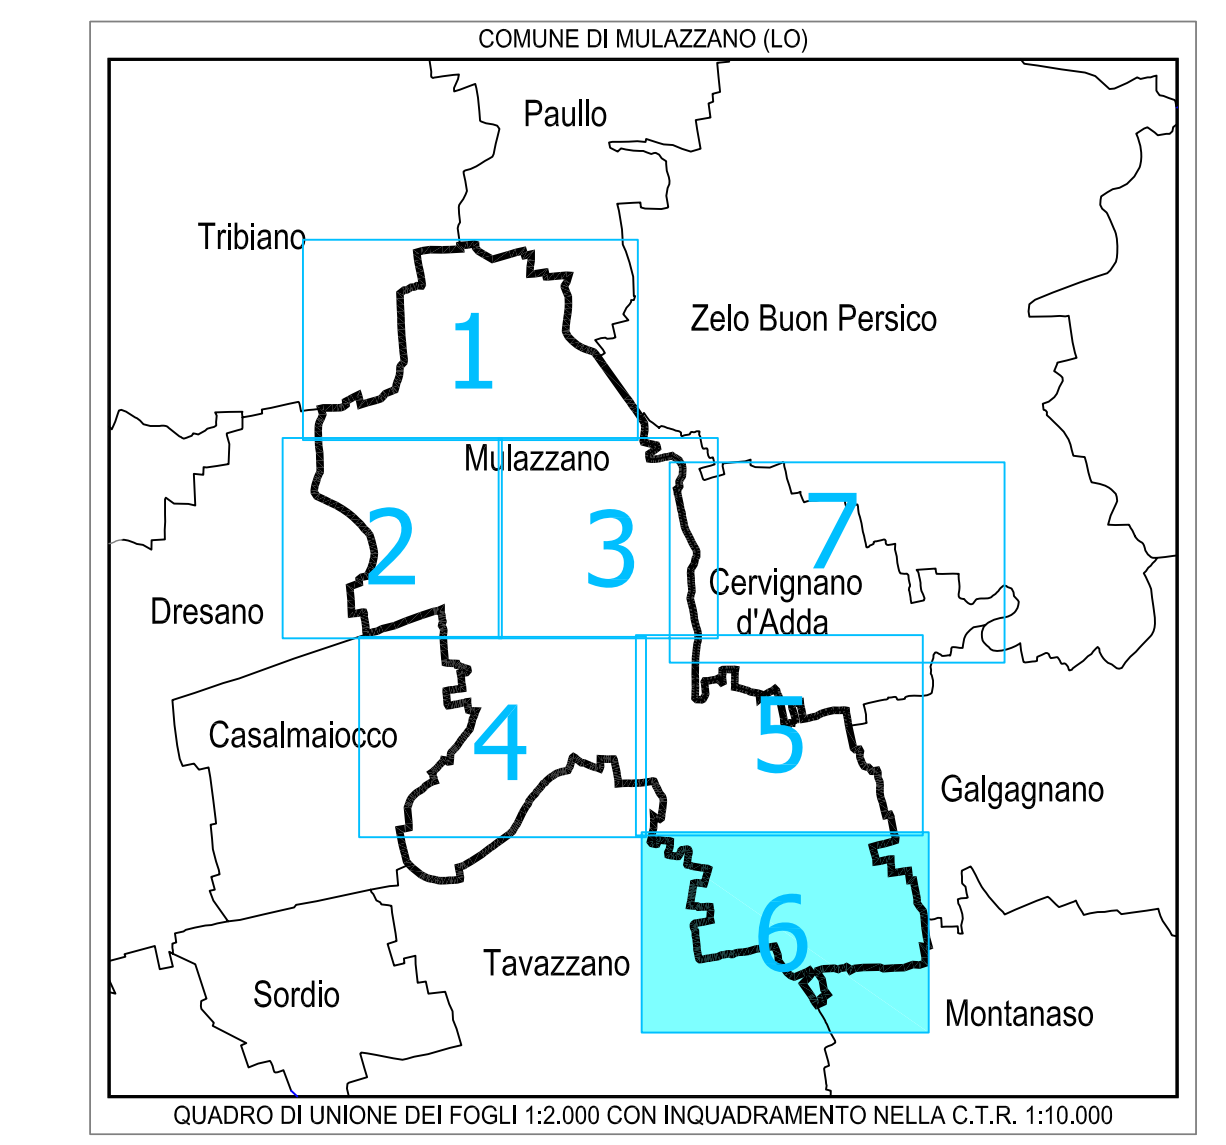 COMUNE DI MULAZZANO (LO)
Paullo
Tribiano
Zelo Buon Persico
1
Mulazzano
2
3
7
Cervignano
d'Adda
Dresano
Casalmaiocco
4
5
Galgagnano
6
Tavazzano
Sordio
Montanaso
QUADRO DI UNIONE DEI FOGLI 1:2.000 CON INQUADRAMENTO NELLA C.T.R. 1:10.000